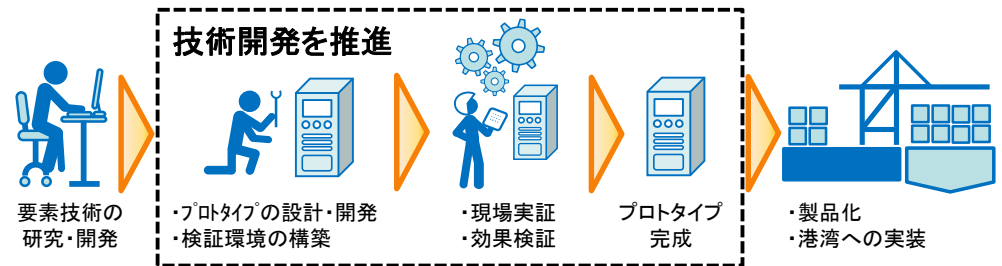 技術開発を推進
要素技術の
研究・開発
・ﾌﾟﾛﾄﾀｲﾌﾟの設計・開発
・検証環境の構築
・現場実証
・効果検証
プロトタイプ
完成
・製品化
・港湾への実装